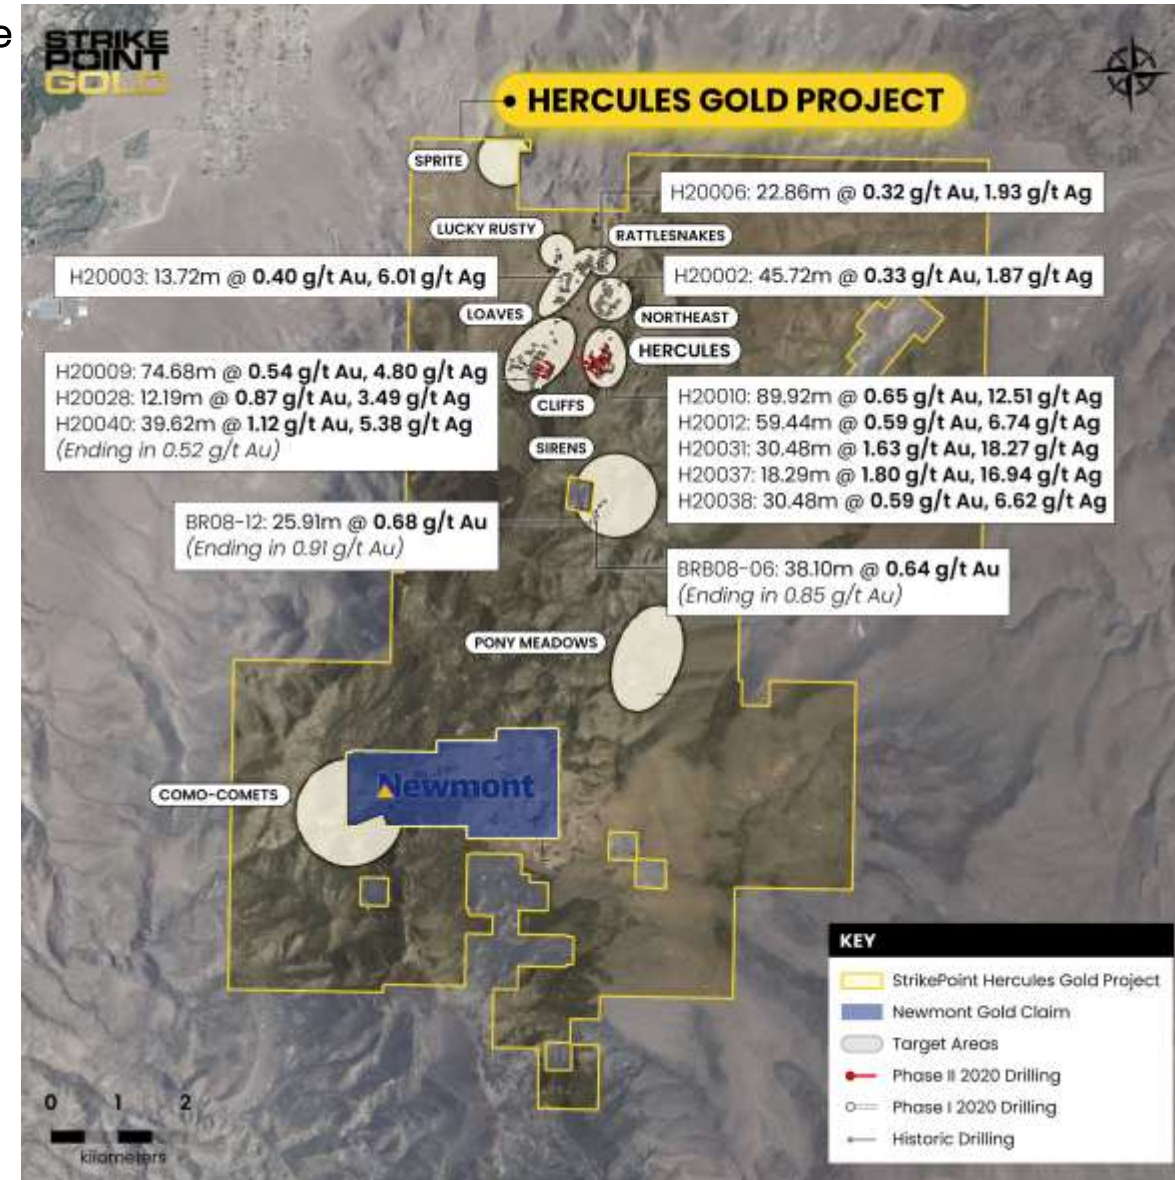 e
STRIKE
POINT
GOLD
HERCULES GOLD PROJECT
SPRITE
H20006: 22.86m @ 0.32 g/t Au, 1.93 g/t Ag
LUCKY RUSTY
RATTLESNAKES
H20003: 13.72m @ 0.40 g/t Au, 6.01 g/t Ag
H20002: 45.72m @ 0.33 g/t Au, 1.87 g/t Ag
LOAVES
NORTHEAST
HERCULES
H20009: 74.68m @ 0.54 g/t Au, 4.80 g/t Ag
H20028: 12.19m @ 0.87 g/t Au, 3.49 g/t Ag
H20040: 39.62m @ 1.12 g/t Au, 5.38 g/t Ag
(Ending in 0.52 g/t Au)
CLIFFS
H20010: 89.92m @ 0.65 g/t Au, 12.51 g/t Ag
H20012: 59.44m @ 0.59 g/t Au, 6.74 g/t Ag
H20031: 30.48m @ 1.63 g/t Au, 18.27 g/t Ag
H20037: 18.29m @ 1.80 g/t Au, 16.94 g/t Ag
H20038: 30.48m @ 0.59 g/t Au, 6.62 g/t Ag
SIRENS
BR08-12: 25.91m @ 0.68 g/t Au
(Ending in 0.91 g/t Au)
BRB08-06: 38.10m @ 0.64 g/t Au
(Ending in 0.85 g/t Au)
PONY MEADOWS
Newmont
COMO-COMETS
KEY
StrikePoint Hercules Gold Project
Newmont Gold Claim
Target Areas
Phase II 2020 Drilling
Phase I 2020 Drilling
Historic Drilling
0 1 2
kilometers